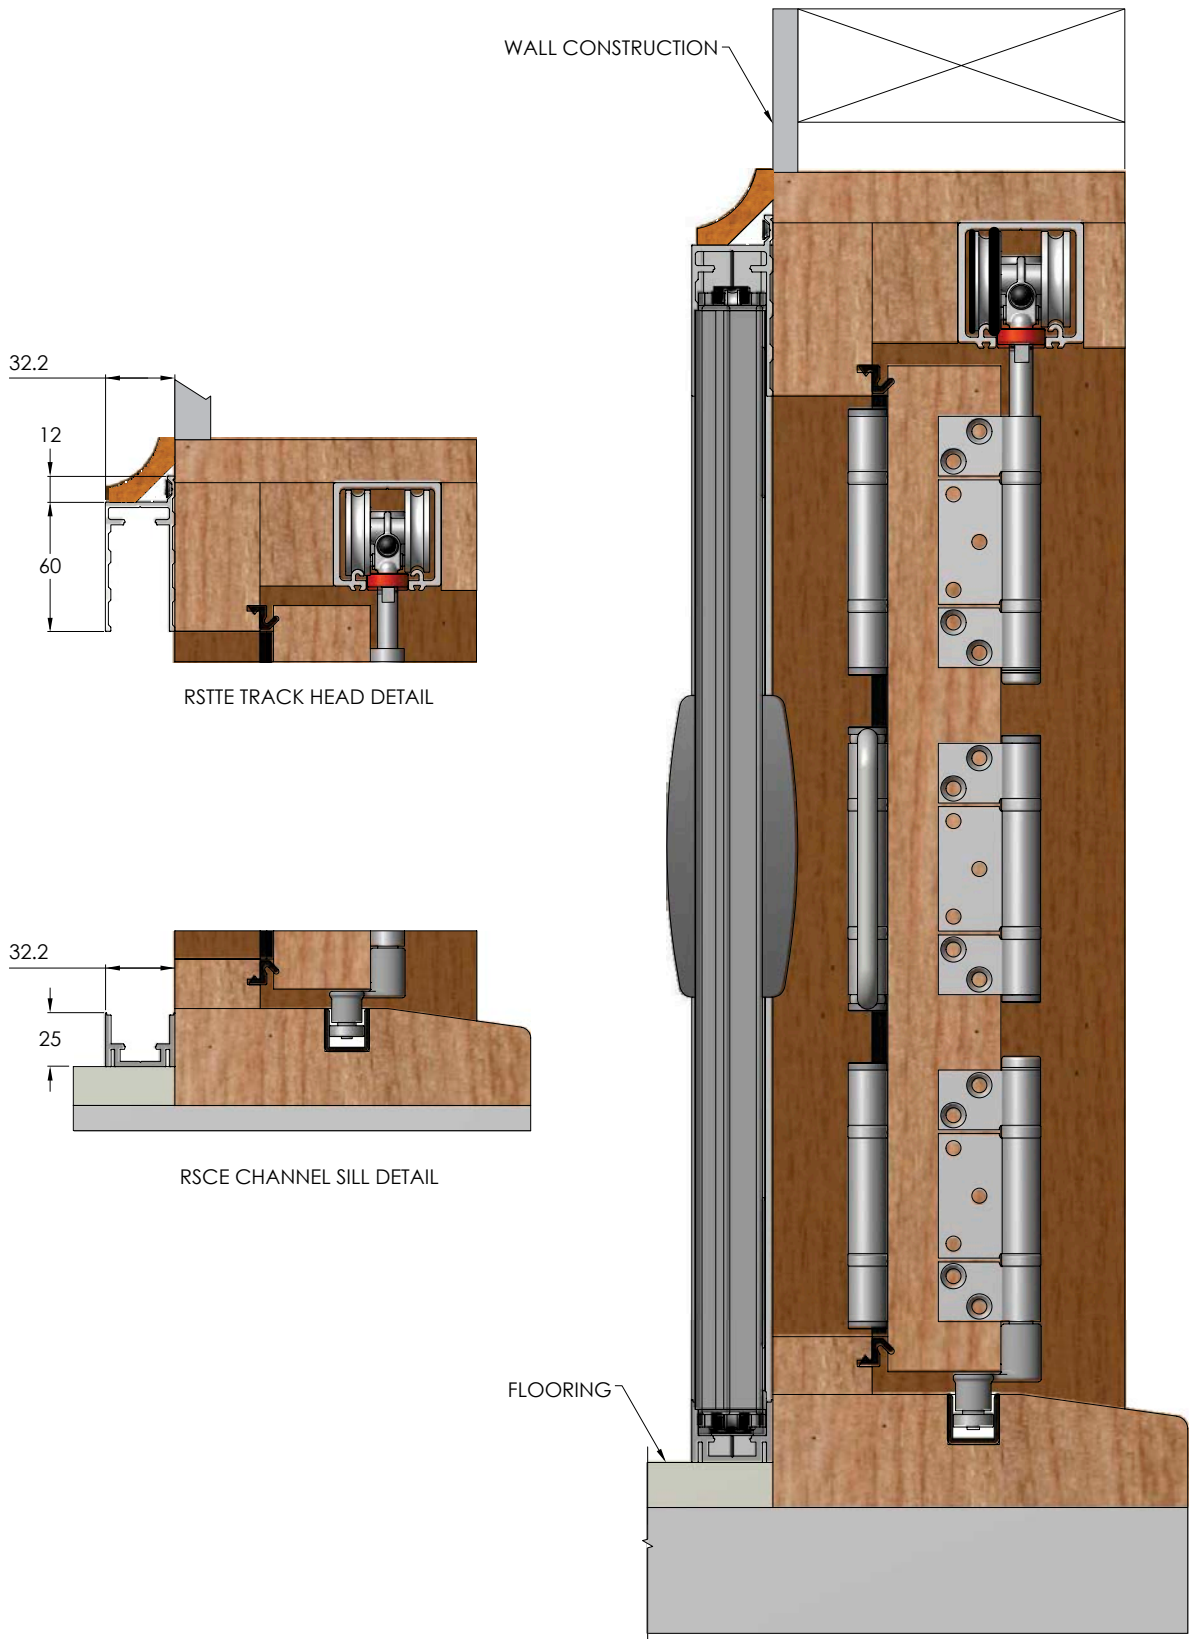 WALL CONSTRUCTION
32.2
12
60
RSTTE TRACK HEAD DETAIL
32.2
25
RSCE CHANNEL SILL DETAIL
FLOORING